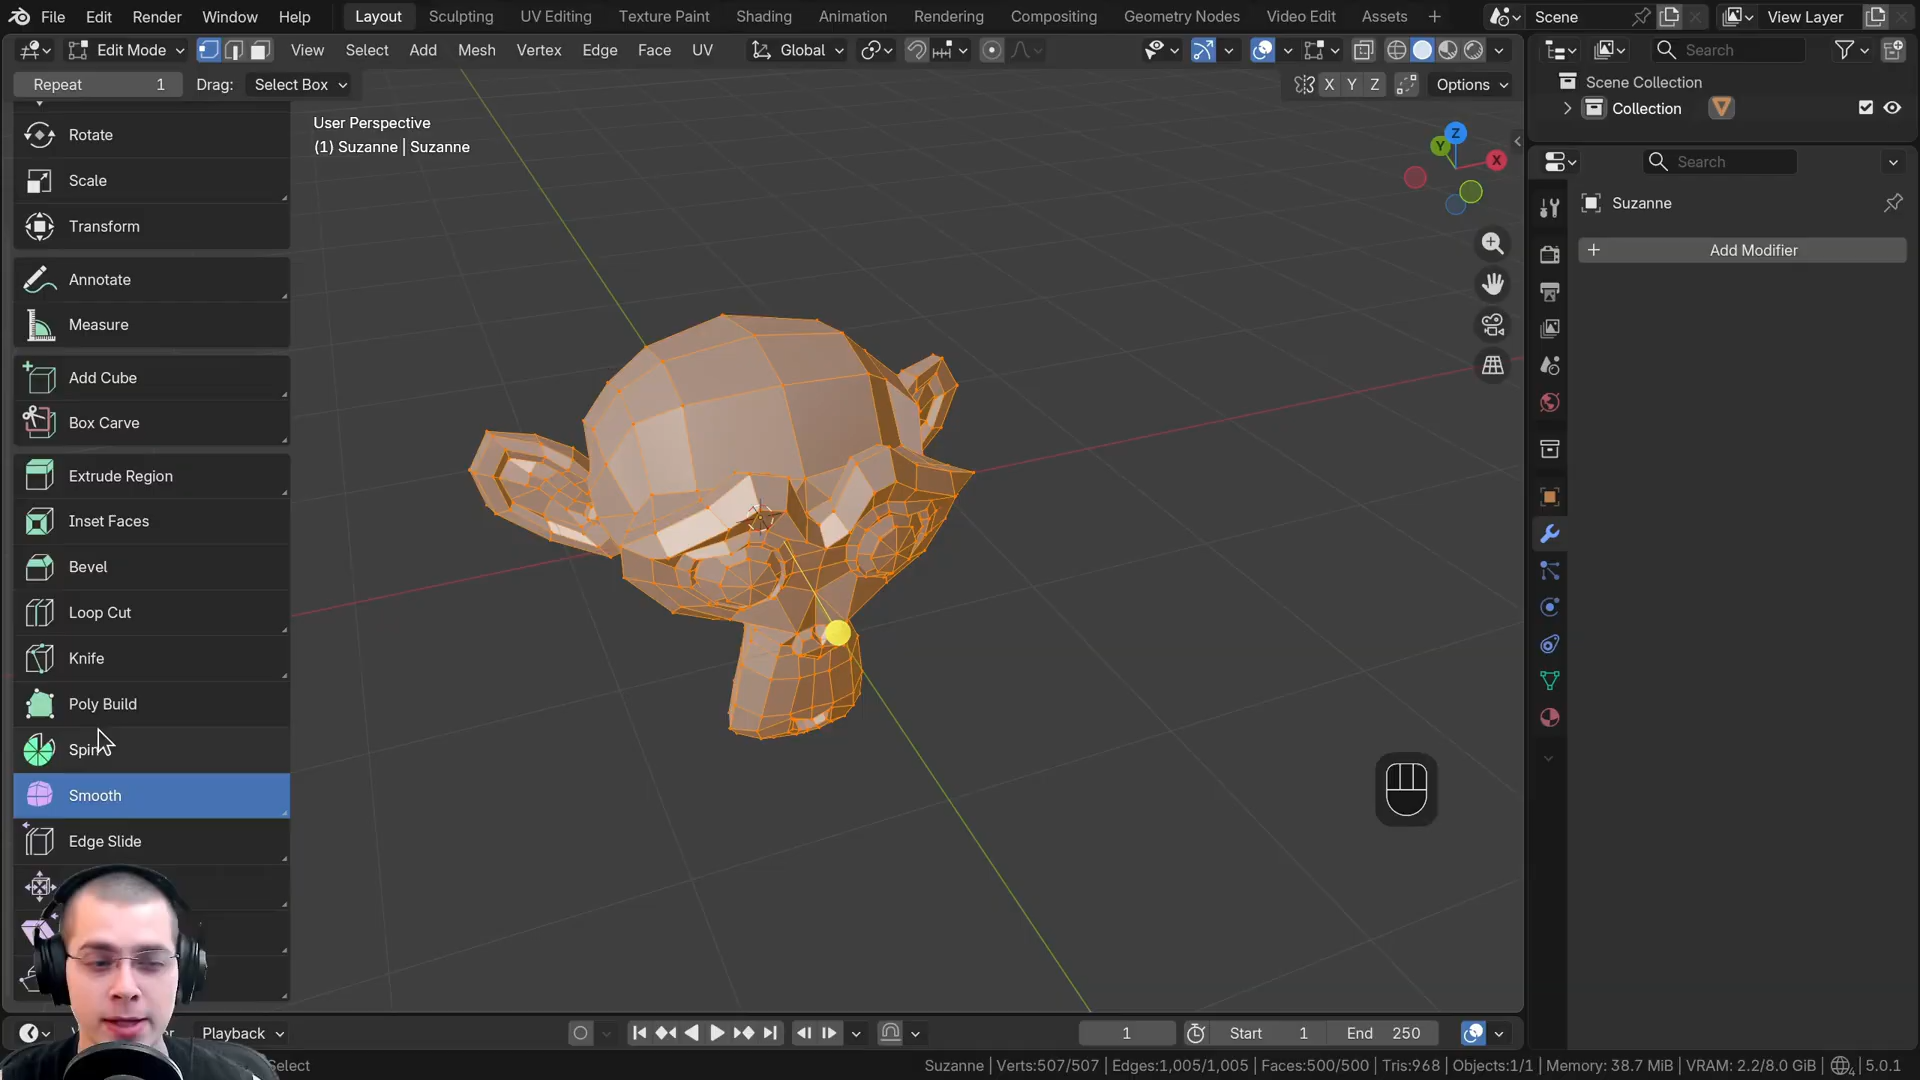 File Edit Render Window Help Layout Sculpting UV Editing Texture Paint Shading Animation Rendering Compositing Geometry Nodes Video Edit Assets Scene View Layer
Edit Mode View Select Add Mesh Vertex Edge Face UV Global Search
Repeat 1 Drag: Select Box X Y Z Options
Scene Collection
Collection
User Perspective
(1) Suzanne | Suzanne
Z
Y
X
Search
Suzanne
Add Modifier
Rotate
Scale
Transform
Annotate
Measure
Add Cube
Box Carve
Extrude Region
Inset Faces
Bevel
Loop Cut
Knife
Poly Build
Spin
Smooth
Edge Slide
Playback 1 Start 1 End 250
Select
Suzanne | Verts:507/507 | Edges:1,005/1,005 | Faces:500/500 | Tris:968 | Objects:1/1 | Memory: 38.7 MiB | VRAM: 2.2/8.0 GiB | 5.0.1